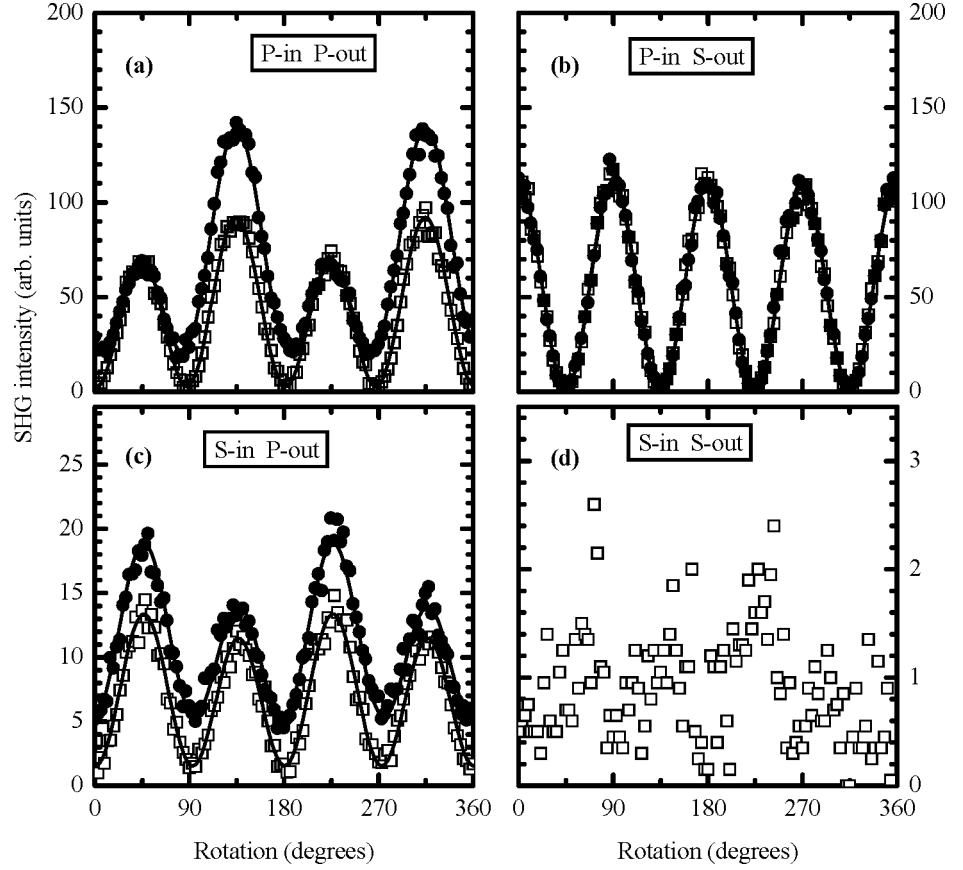 (a) P-in P-out
(b) P-in S-out
200
150
100
50
0
200
150
100
50
0
SHG intensity (arb. units)
(c) S-in P-out
(d) S-in S-out
25
20
15
10
5
0
3
2
1
0
0 90 180 270 360
0 90 180 270 360
Rotation (degrees)
Rotation (degrees)